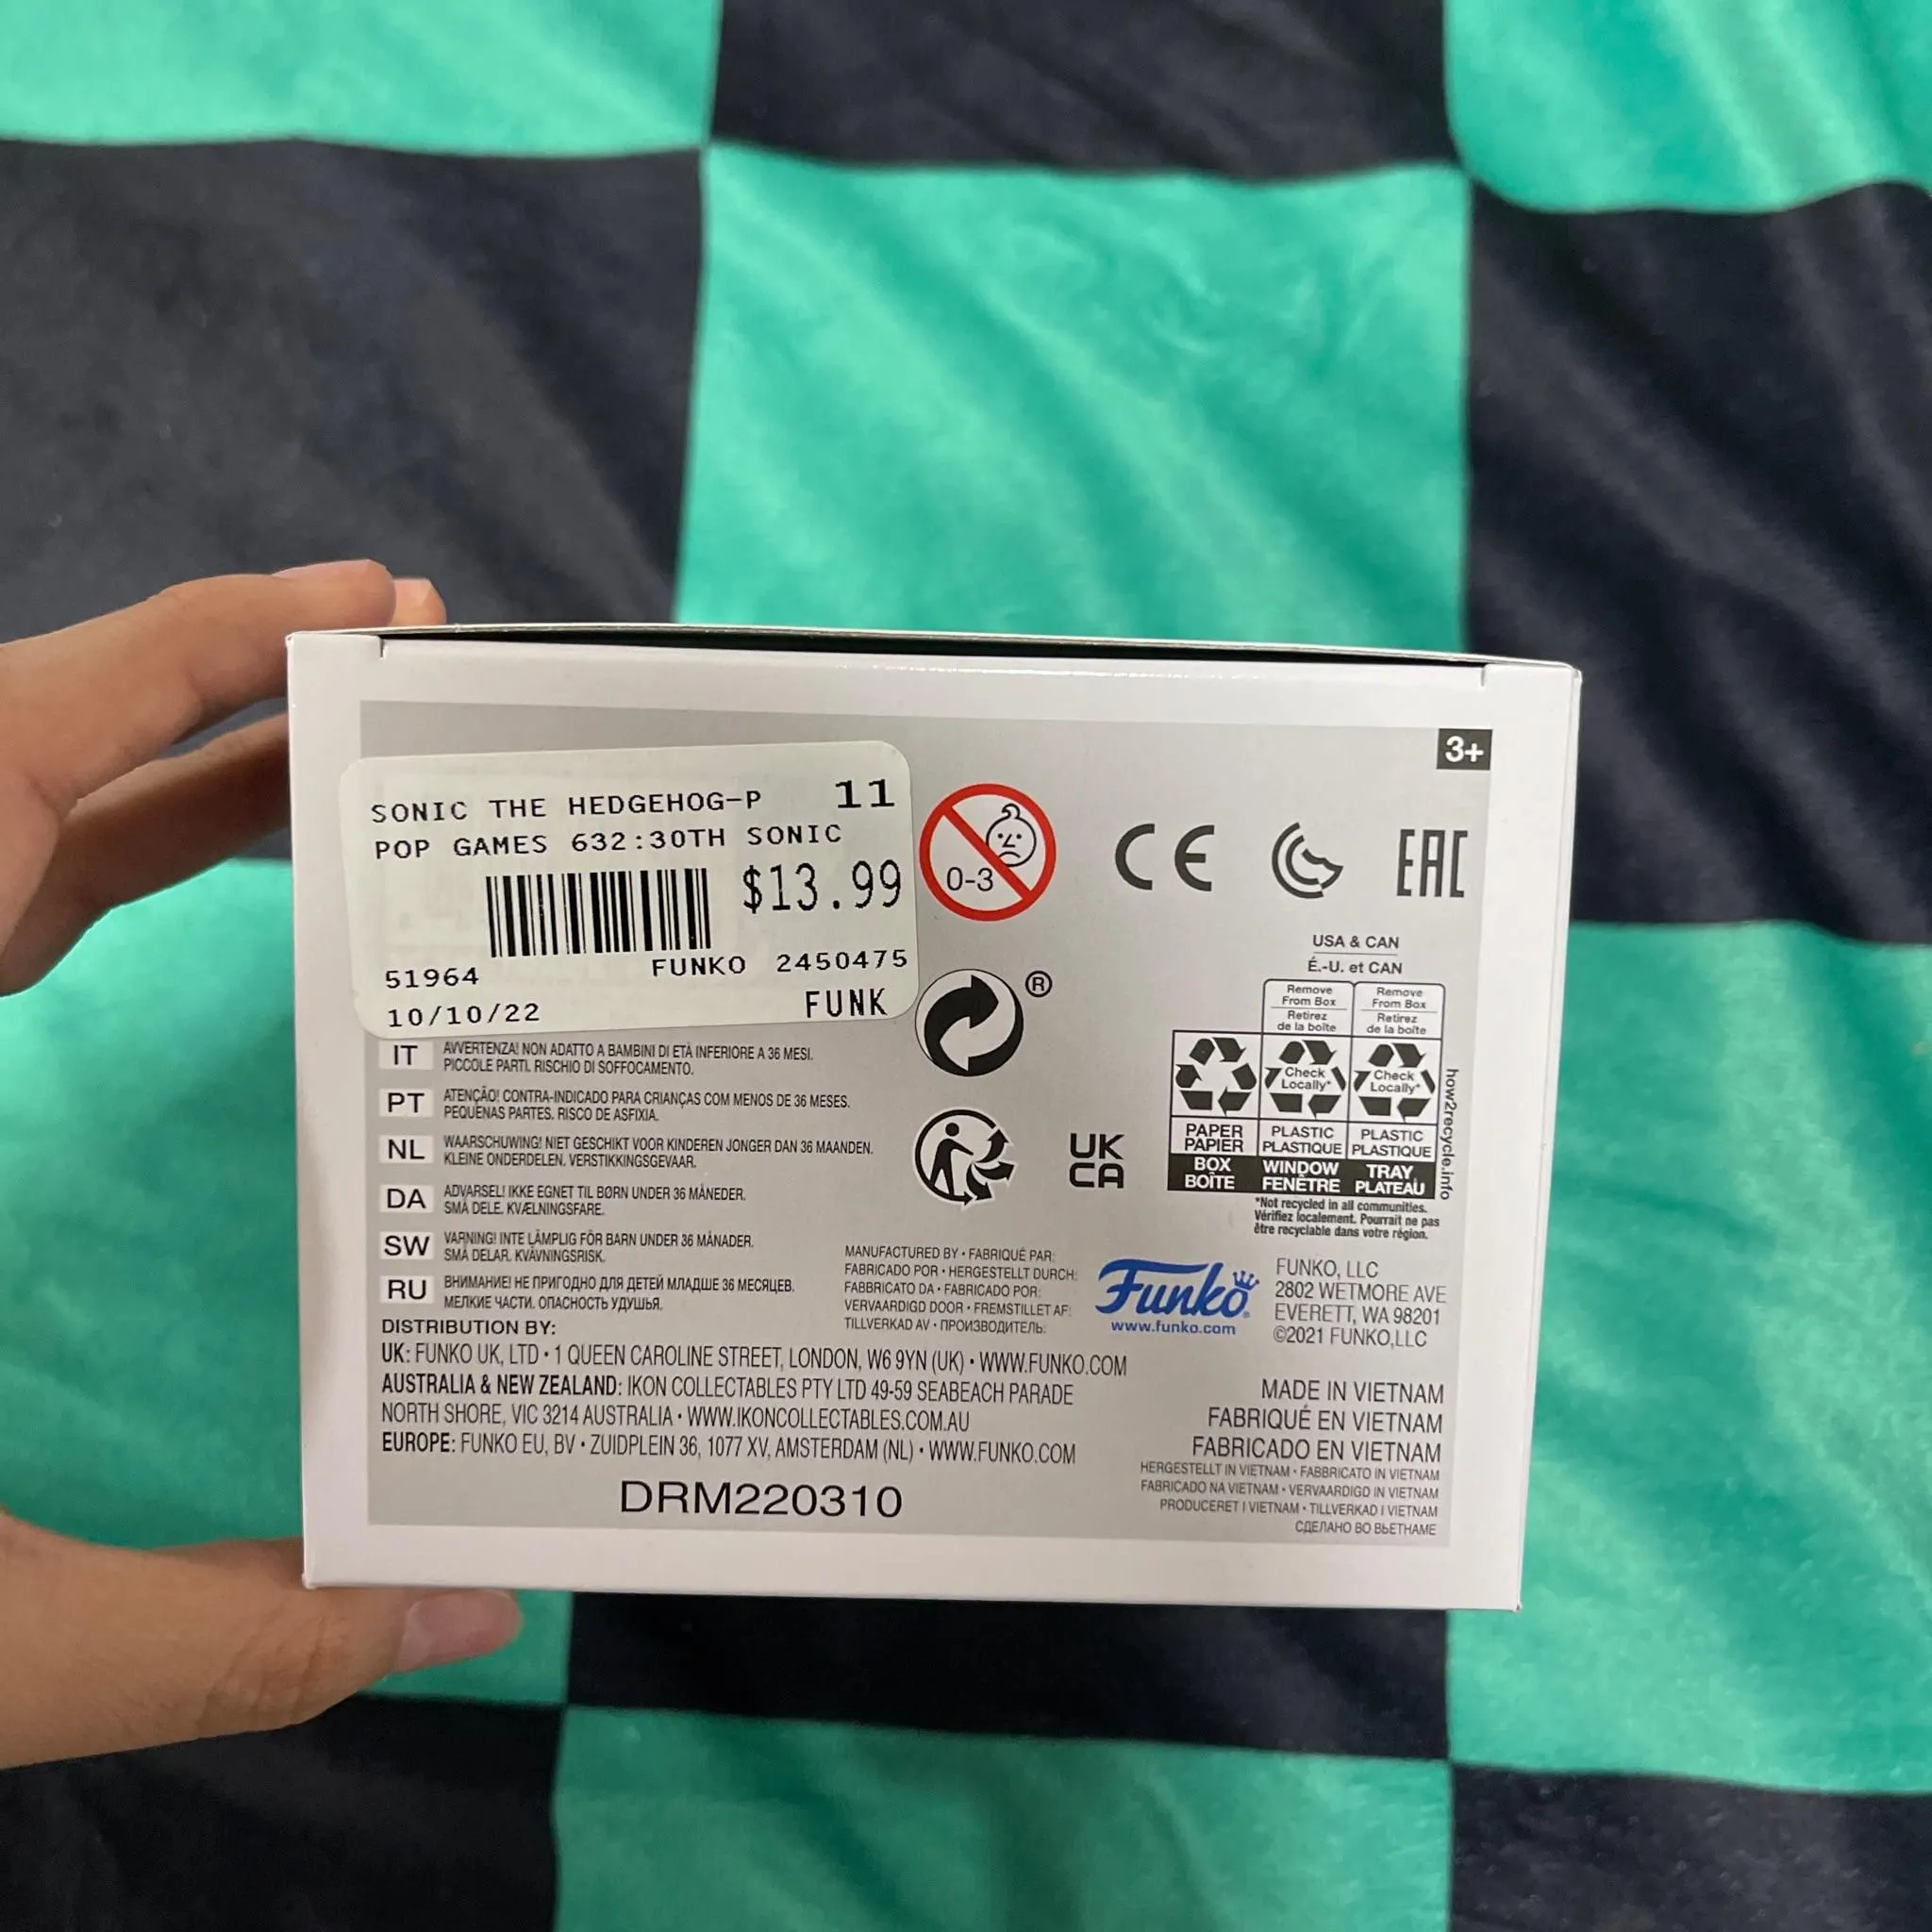 3+
SONIC THE HEDGEHOG-P 11
POP GAMES 632:30TH SONIC
$13.99
51964 FUNKO 2450475
10/10/22 FUNK
0-3
CE
EAC
®
USA & CAN
É.-U. et CAN
Remove From Box
Retirez de la boîte
Remove From Box
Retirez de la boîte
Check Locally*
Check Locally*
PAPER PAPIER
PLASTIC PLASTIQUE
PLASTIC PLASTIQUE
BOX BOÎTE
WINDOW FENÊTRE
TRAY PLATEAU
how2recycle.info
*Not recycled in all communities.
Vérifiez localement. Pourrait ne pas
être recyclable dans votre région.
UK
CA
IT AVVERTENZA! NON ADATTO A BAMBINI DI ETÀ INFERIORE A 36 MESI.
PICCOLE PARTI. RISCHIO DI SOFFOCAMENTO.
PT ATENÇÃO! CONTRA-INDICADO PARA CRIANÇAS COM MENOS DE 36 MESES.
PEQUENAS PARTES. RISCO DE ASFIXIA.
NL WAARSCHUWING! NIET GESCHIKT VOOR KINDEREN JONGER DAN 36 MAANDEN.
KLEINE ONDERDELEN. VERSTIKKINGSGEVAAR.
DA ADVARSEL! IKKE EGNET TIL BØRN UNDER 36 MÅNEDER.
SMÅ DELE. KVÆLNINGSFARE.
SW VARNING! INTE LÄMPLIG FÖR BARN UNDER 36 MÅNADER.
SMÅ DELAR. KVÄVNINGSRISK.
RU ВНИМАНИЕ! НЕ ПРИГОДНО ДЛЯ ДЕТЕЙ МЛАДШЕ 36 МЕСЯЦЕВ.
МЕЛКИЕ ЧАСТИ. ОПАСНОСТЬ УДУШЬЯ.
MANUFACTURED BY • FABRIQUÉ PAR:
FABRICADO POR • HERGESTELLT DURCH:
FABBRICATO DA • FABRICADO POR:
VERVAARDIGD DOOR • FREMSTILLET AF:
TILLVERKAD AV • ПРОИЗВОДИТЕЛЬ:
Funko
www.funko.com
FUNKO, LLC
2802 WETMORE AVE
EVERETT, WA 98201
©2021 FUNKO,LLC
DISTRIBUTION BY:
UK: FUNKO UK, LTD • 1 QUEEN CAROLINE STREET, LONDON, W6 9YN (UK) • WWW.FUNKO.COM
AUSTRALIA & NEW ZEALAND: IKON COLLECTABLES PTY LTD 49-59 SEABEACH PARADE
NORTH SHORE, VIC 3214 AUSTRALIA • WWW.IKONCOLLECTABLES.COM.AU
EUROPE: FUNKO EU, BV • ZUIDPLEIN 36, 1077 XV, AMSTERDAM (NL) • WWW.FUNKO.COM
DRM220310
MADE IN VIETNAM
FABRIQUÉ EN VIETNAM
FABRICADO EN VIETNAM
HERGESTELLT IN VIETNAM • FABBRICATO IN VIETNAM
FABRICADO NA VIETNAM • VERVAARDIGD IN VIETNAM
PRODUCERET I VIETNAM • TILLVERKAD I VIETNAM
СДЕЛАНО ВО ВЬЕТНАМЕ